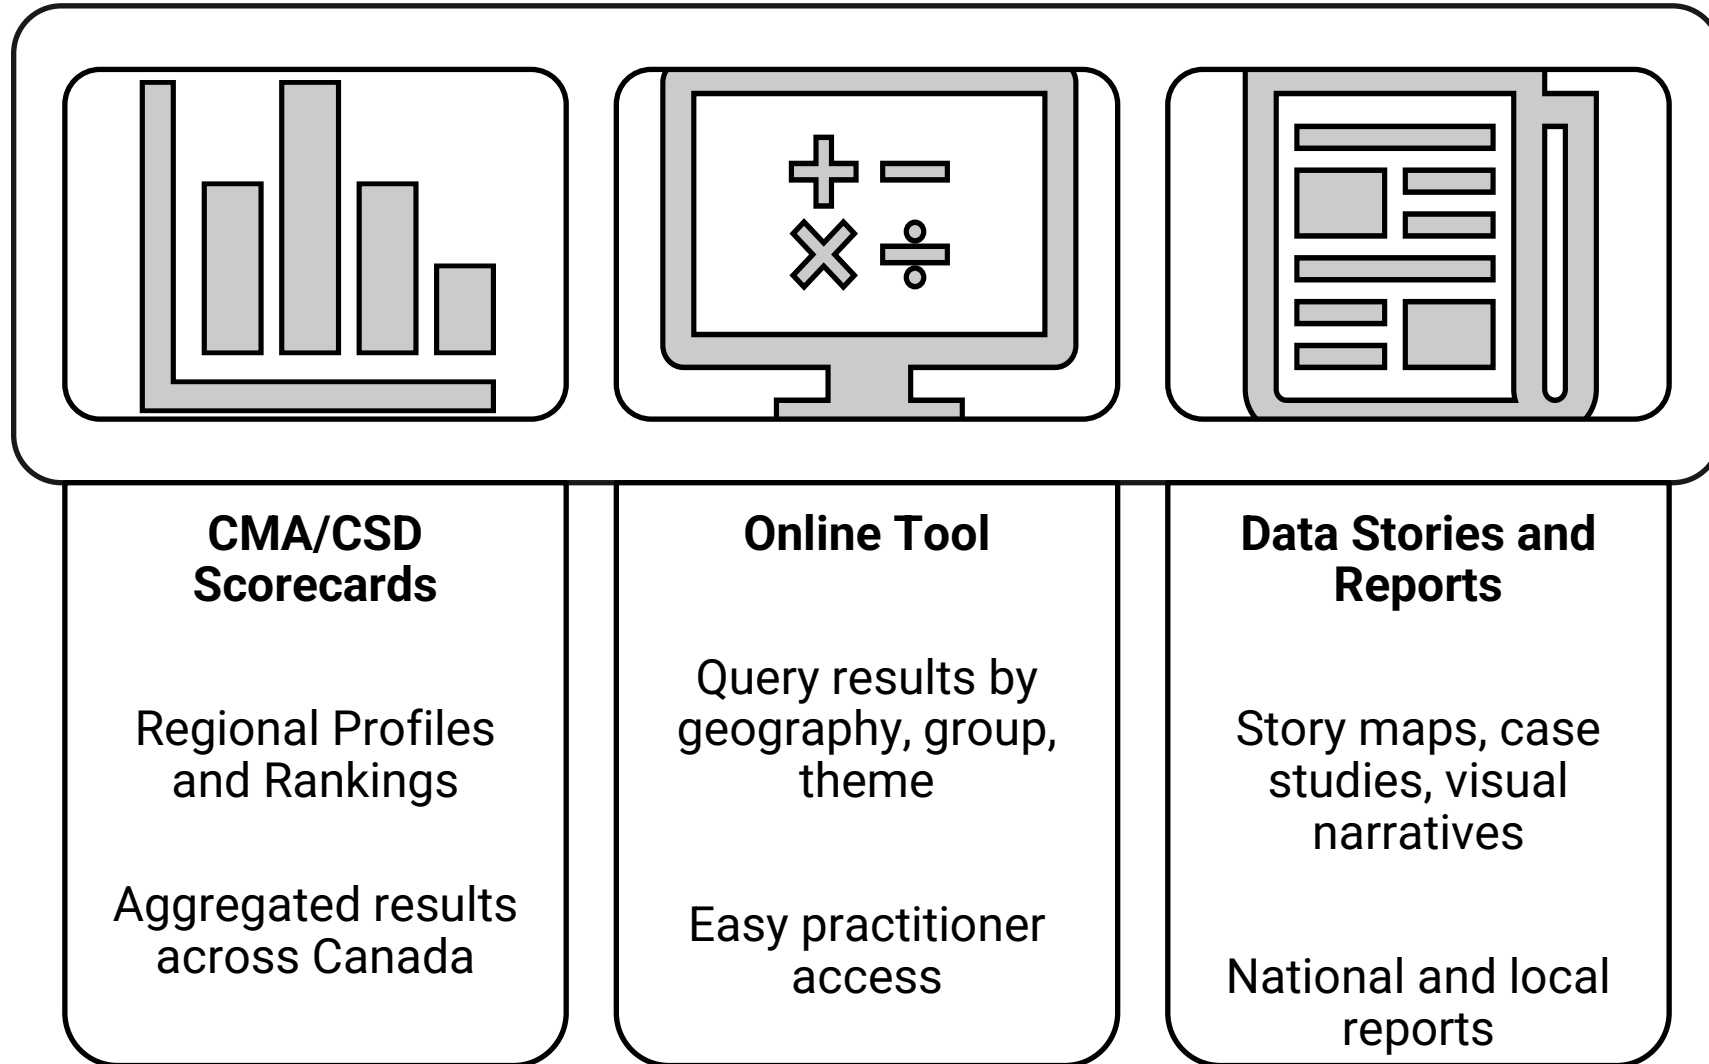 CMA/CSD
Scorecards
Regional Profiles
and Rankings
Aggregated results
across Canada
Online Tool
Query results by
geography, group,
theme
Easy practitioner
access
Data Stories and
Reports
Story maps, case
studies, visual
narratives
National and local
reports